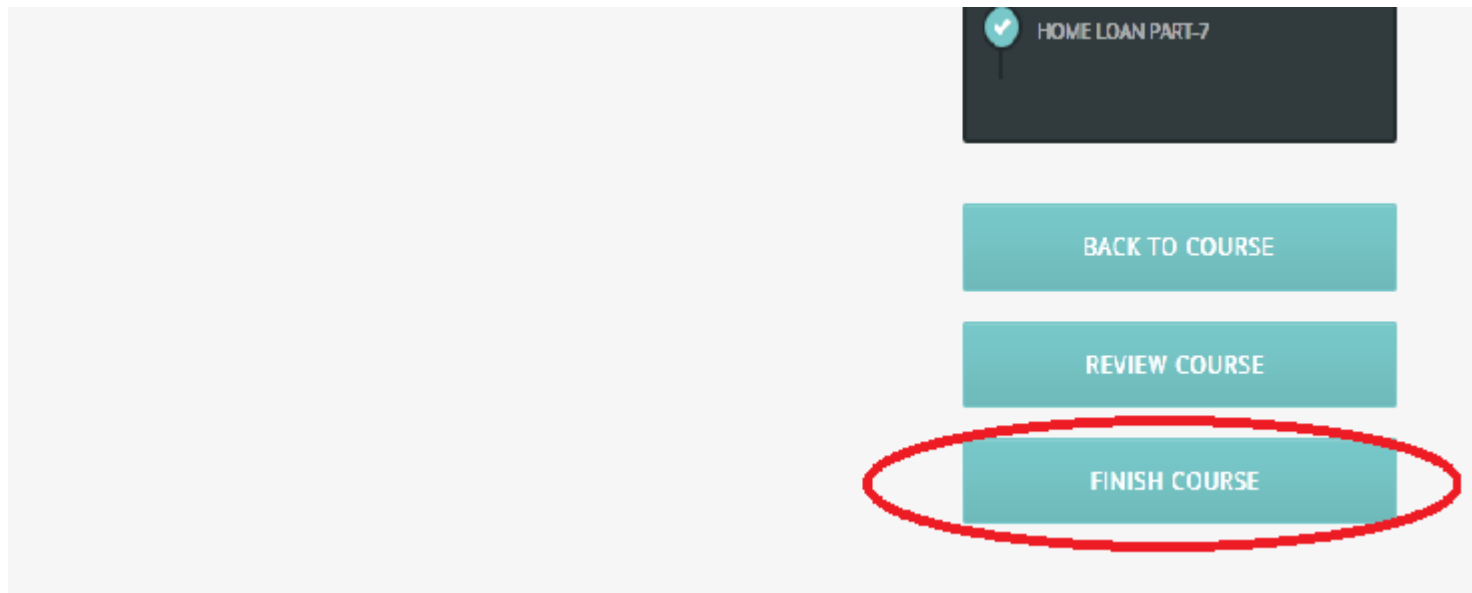 HOME LOAN PART-7
BACK TO COURSE
REVIEW COURSE
FINISH COURSE